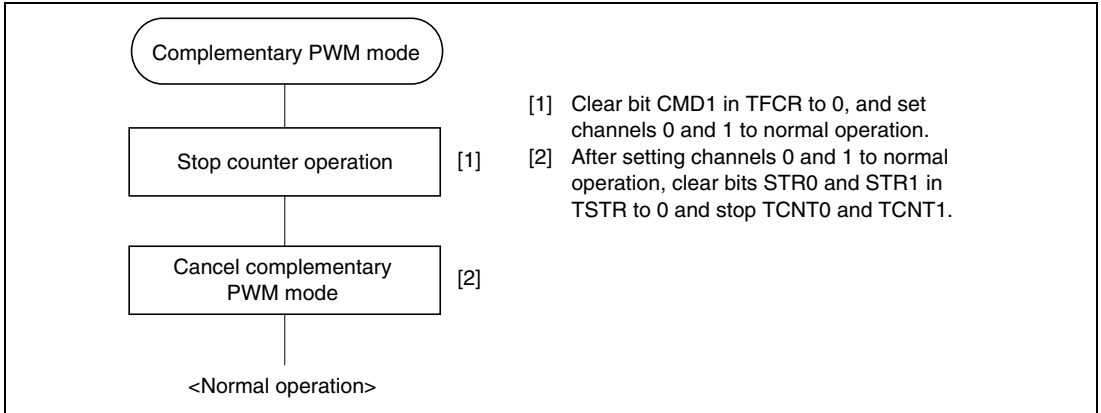 Complementary PWM mode
Stop counter operation
[1]
Cancel complementary
PWM mode
[2]
<Normal operation>
[1] Clear bit CMD1 in TFCR to 0, and set
channels 0 and 1 to normal operation.
[2] After setting channels 0 and 1 to normal
operation, clear bits STR0 and STR1 in
TSTR to 0 and stop TCNT0 and TCNT1.